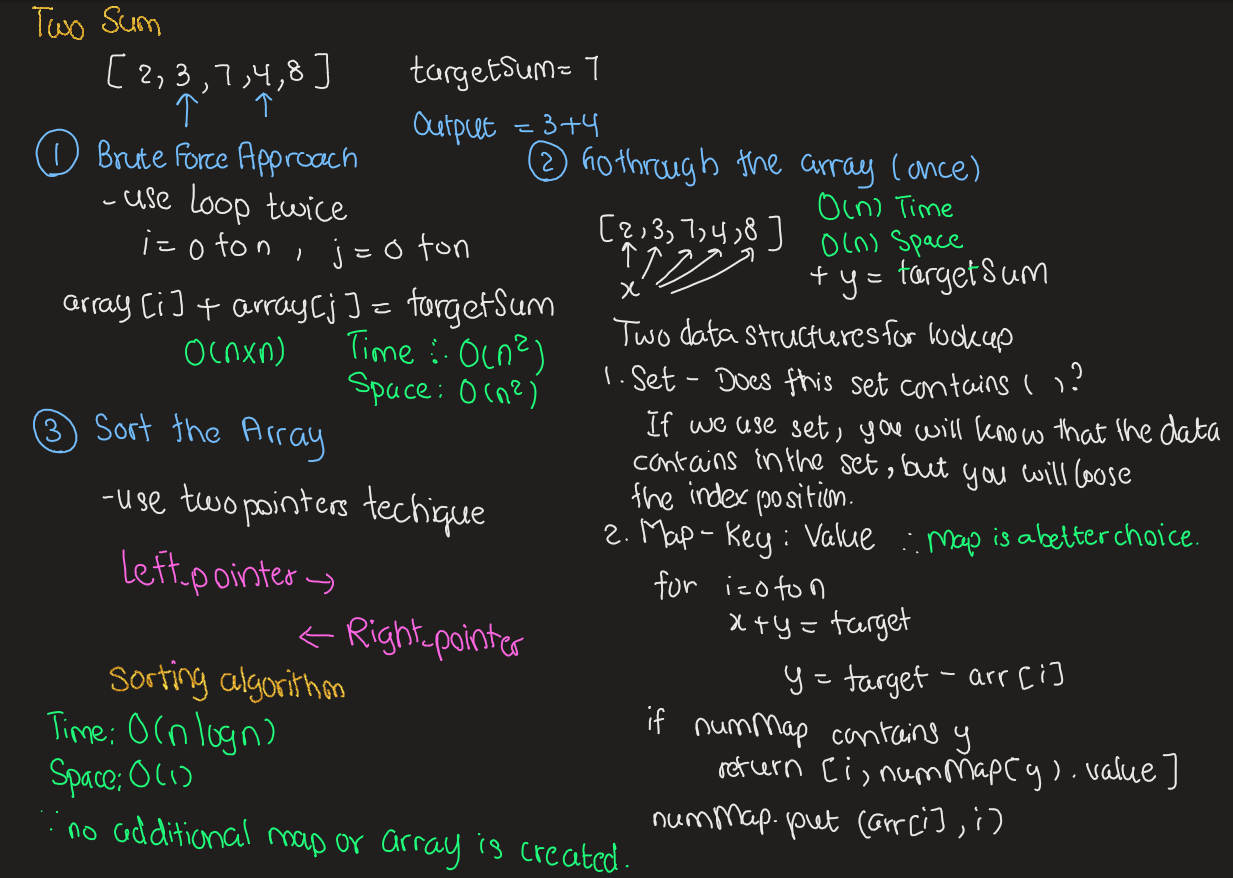 Two Sum
[ 2, 3, 7, 4, 8 ] targetSum = 7
Output = 3+4
① Brute Force Approach
- use loop twice
i = 0 to n , j = 0 to n
array [i] + array[j] = targetSum
O(n×n) Time ∴ O(n²)
Space: O(n²)
② Go through the array (once)
[ 2, 3, 7, 4, 8 ] O(n) Time
O(n) Space
x + y = targetSum
Two data structures for lookup
1. Set - Does this set contains ( )?
If we use set, you will know that the data
contains in the set, but you will loose
the index position.
2. Map - Key : Value ∴ Map is a better choice.
for i = 0 to n
x + y = target
y = target - arr [i]
if numMap contains y
return [i, numMap(y).value]
numMap.put (arr[i], i)
③ Sort the Array
- use two pointers techique
Left_pointer →
← Right_pointer
Sorting algorithm
Time: O(n logn)
Space: O(1)
∵ no additional map or array is created.